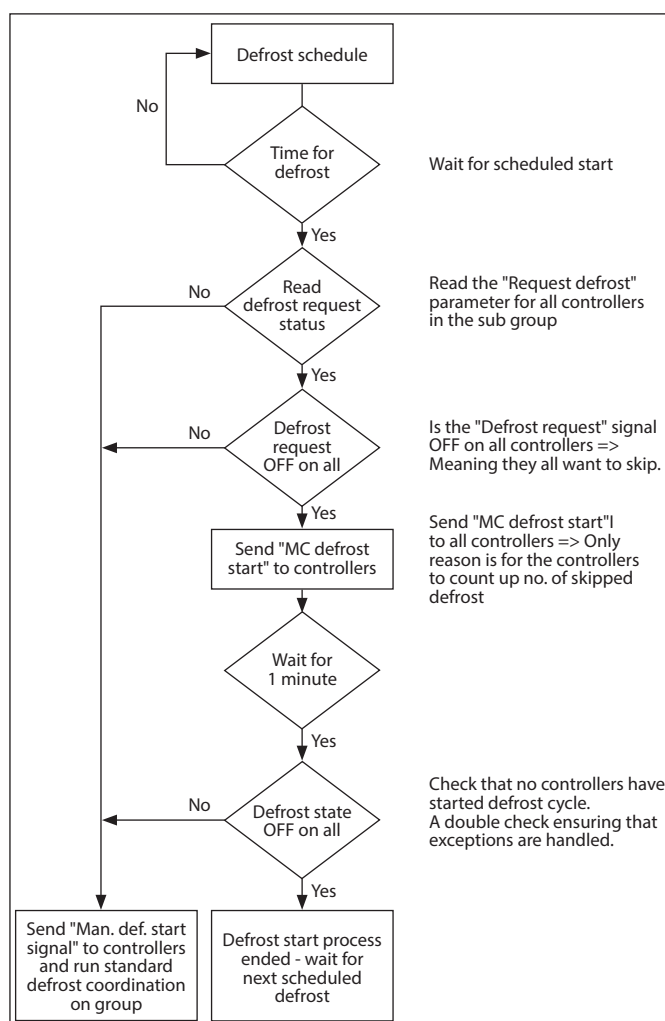 Defrost schedule
No
Time for
defrost
Wait for scheduled start
Yes
No
Read
defrost request
status
Read the "Request defrost"
parameter for all controllers
in the sub group
Yes
No
Defrost
request
OFF on all
Is the "Defrost request" signal
OFF on all controllers =>
Meaning they all want to skip.
Yes
Send "MC defrost
start" to controllers
Send "MC defrost start"l
to all controllers => Only
reason is for the controllers
to count up no. of skipped
defrost
Wait for
1 minute
Yes
No
Defrost state
OFF on all
Check that no controllers have
started defrost cycle.
A double check ensuring that
exceptions are handled.
Yes
Send "Man. def. start
signal" to controllers
and run standard
defrost coordination
on group
Defrost start process
ended - wait for
next scheduled
defrost